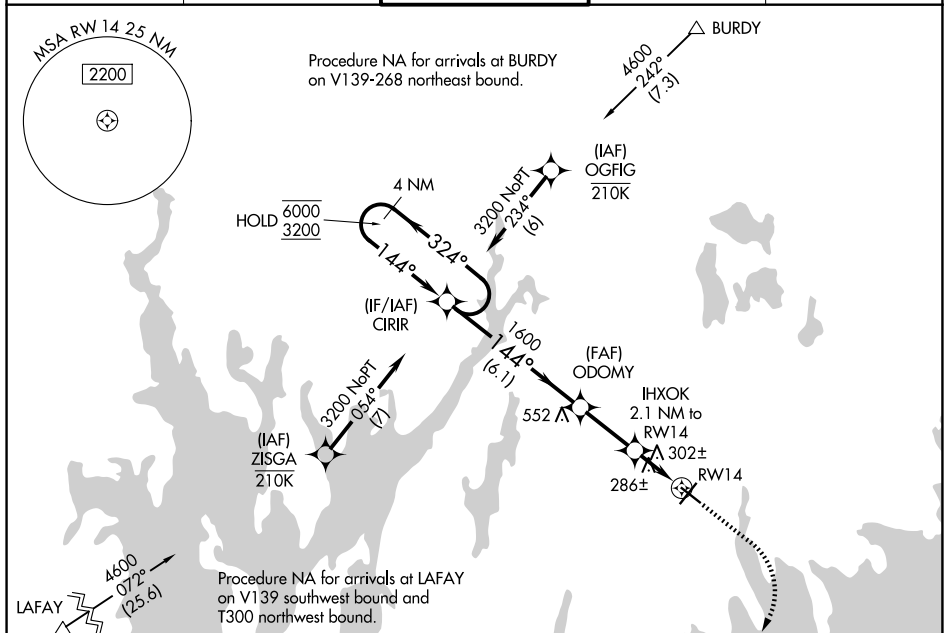 MSA RW 14 25 NM
2200
Procedure NA for arrivals at BURDY
on V139-268 northeast bound.
BURDY
4600
242°
(7.3)
(IAF)
OGFIG
210K
3200 NoPT
234°
(6)
4 NM
HOLD
6000
3200
324°
144°
(IF/IAF)
CIRIR
1600
144°
(6.1)
(FAF)
ODOMY
552
IHXOK
2.1 NM to
RW14
302±
286±
RW14
3200 NoPT
054°
(7)
(IAF)
ZISGA
210K
4600
072°
(25.6)
LAFAY
Procedure NA for arrivals at LAFAY
on V139 southwest bound and
T300 northwest bound.